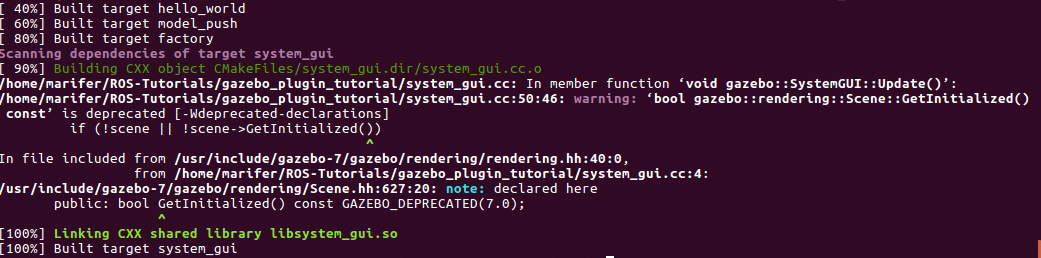 [ 40%] Built target hello_world
[ 60%] Built target model_push
[ 80%] Built target factory
Scanning dependencies of target system_gui
[ 90%] Building CXX object CMakeFiles/system_gui.dir/system_gui.cc.o
/home/marifer/ROS-Tutorials/gazebo_plugin_tutorial/system_gui.cc: In member function ‘void gazebo::SystemGUI::Update()’:
/home/marifer/ROS-Tutorials/gazebo_plugin_tutorial/system_gui.cc:50:46: warning: ‘bool gazebo::rendering::Scene::GetInitialized()
const’ is deprecated [-Wdeprecated-declarations]
if (!scene || !scene->GetInitialized())
^
In file included from /usr/include/gazebo-7/gazebo/rendering/rendering.hh:40:0,
from /home/marifer/ROS-Tutorials/gazebo_plugin_tutorial/system_gui.cc:4:
/usr/include/gazebo-7/gazebo/rendering/Scene.hh:627:20: note: declared here
public: bool GetInitialized() const GAZEBO_DEPRECATED(7.0);
^
[100%] Linking CXX shared library libsystem_gui.so
[100%] Built target system_gui